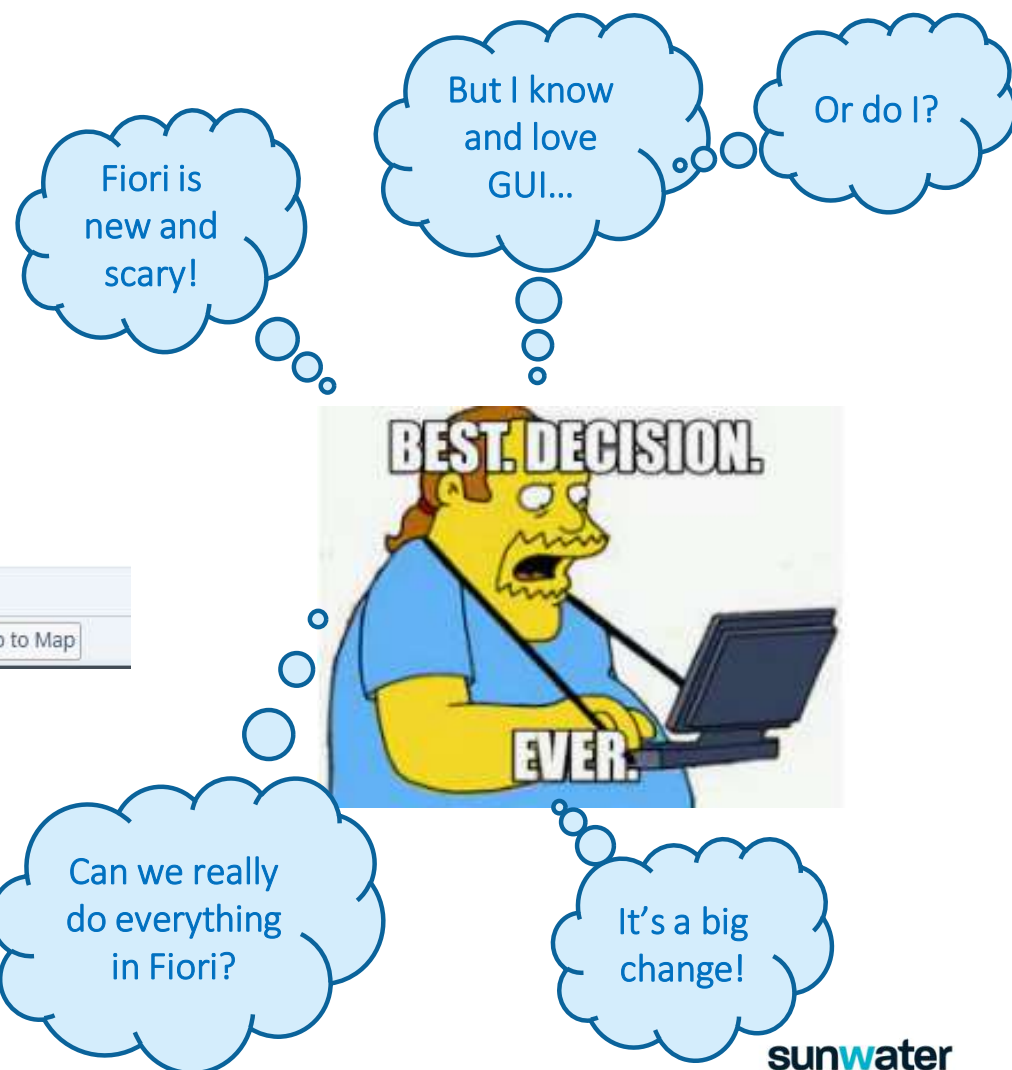 But I know
and love
GUI...
Or do I?
Fiori is
new and
scary!
BEST. DECISION.
EVER.
to Map
Can we really
do everything
in Fiori?
It's a big
change!
sunwater